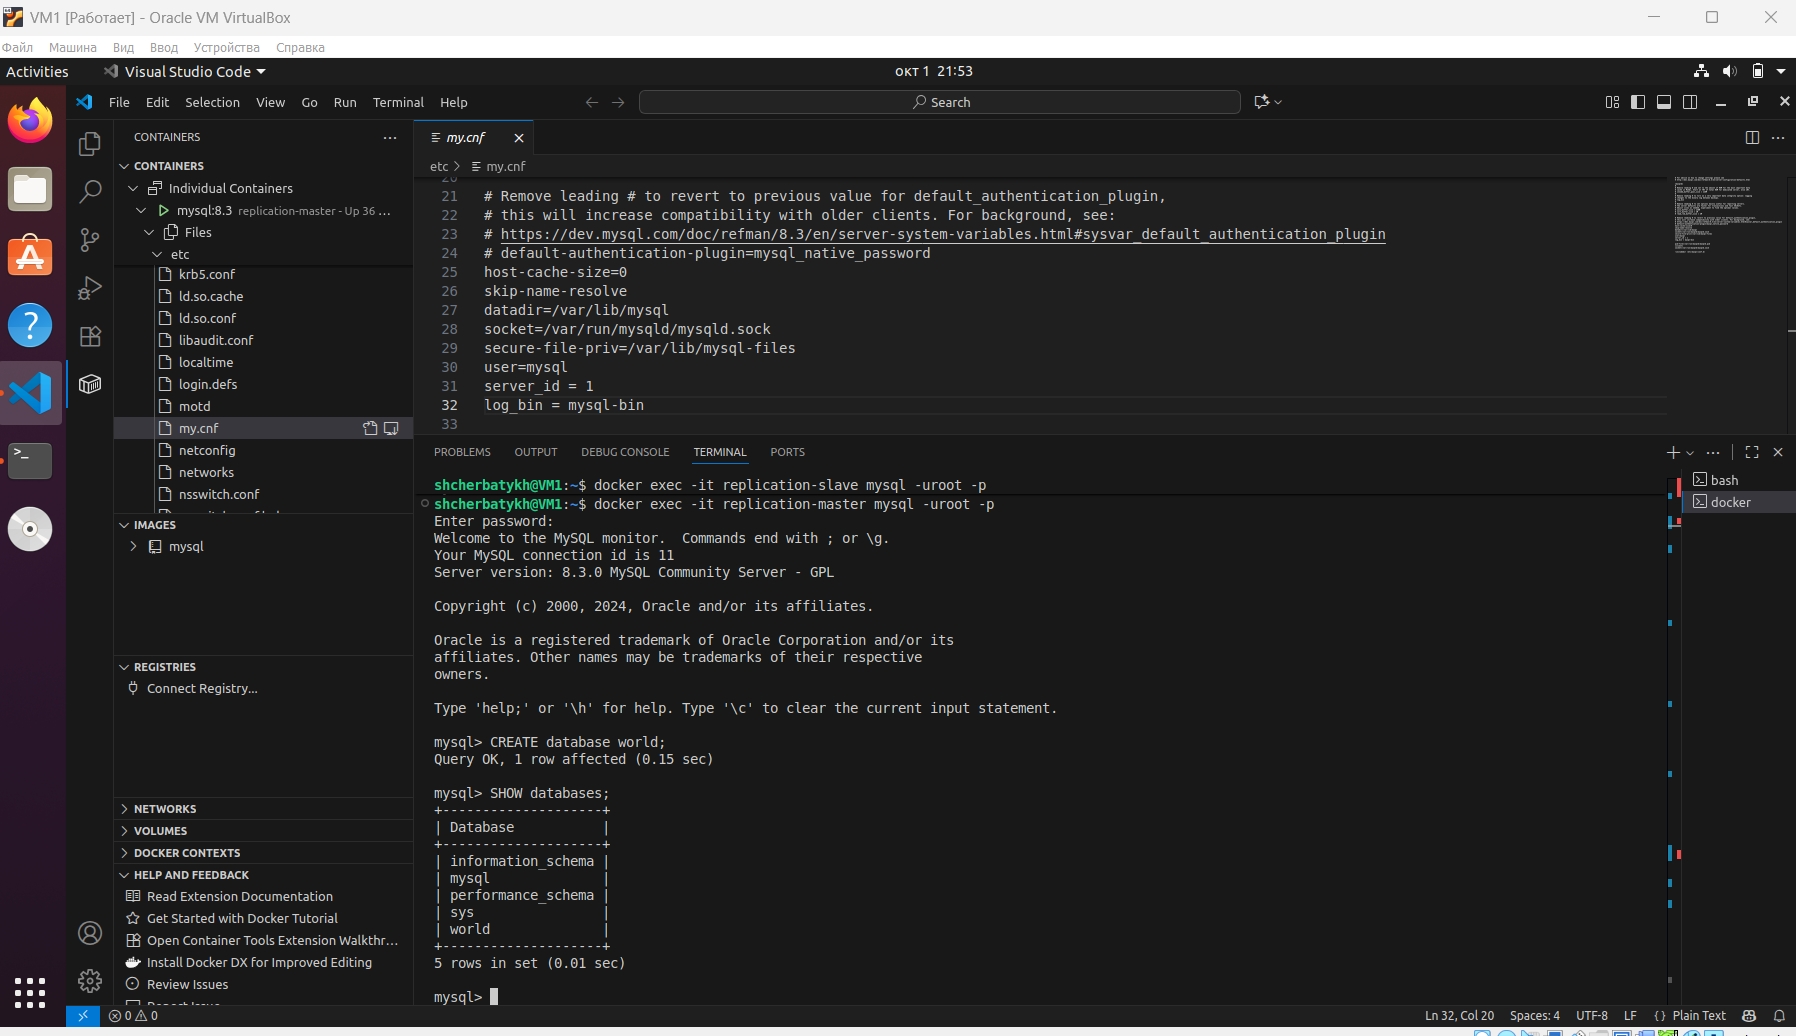 VM1 [Работает] - Oracle VM VirtualBox
Файл Машина Вид Ввод Устройства Справка
Activities Visual Studio Code окт 1 21:53
File Edit Selection View Go Run Terminal Help Search
CONTAINERS
CONTAINERS
Individual Containers
mysql:8.3 replication-master - Up 36 ...
Files
etc
krb5.conf
ld.so.cache
ld.so.conf
libaudit.conf
localtime
login.defs
motd
my.cnf
netconfig
networks
nsswitch.conf
IMAGES
mysql
REGISTRIES
Connect Registry...
NETWORKS
VOLUMES
DOCKER CONTEXTS
HELP AND FEEDBACK
Read Extension Documentation
Get Started with Docker Tutorial
Open Container Tools Extension Walkthr...
Install Docker DX for Improved Editing
Review Issues
Report Issue
my.cnf
etc > my.cnf
20
21 # Remove leading # to revert to previous value for default_authentication_plugin,
22 # this will increase compatibility with older clients. For background, see:
23 # https://dev.mysql.com/doc/refman/8.3/en/server-system-variables.html#sysvar_default_authentication_plugin
24 # default-authentication-plugin=mysql_native_password
25 host-cache-size=0
26 skip-name-resolve
27 datadir=/var/lib/mysql
28 socket=/var/run/mysqld/mysqld.sock
29 secure-file-priv=/var/lib/mysql-files
30 user=mysql
31 server_id = 1
32 log_bin = mysql-bin
33
PROBLEMS OUTPUT DEBUG CONSOLE TERMINAL PORTS
bash
docker
shcherbatykh@VM1:~$ docker exec -it replication-slave mysql -uroot -p
shcherbatykh@VM1:~$ docker exec -it replication-master mysql -uroot -p
Enter password:
Welcome to the MySQL monitor.  Commands end with ; or \g.
Your MySQL connection id is 11
Server version: 8.3.0 MySQL Community Server - GPL
Copyright (c) 2000, 2024, Oracle and/or its affiliates.
Oracle is a registered trademark of Oracle Corporation and/or its
affiliates. Other names may be trademarks of their respective
owners.
Type 'help;' or '\h' for help. Type '\c' to clear the current input statement.
mysql> CREATE database world;
Query OK, 1 row affected (0.15 sec)
mysql> SHOW databases;
+--------------------+
| Database           |
+--------------------+
| information_schema |
| mysql              |
| performance_schema |
| sys                |
| world              |
+--------------------+
5 rows in set (0.01 sec)
mysql>
0 0 Ln 32, Col 20 Spaces: 4 UTF-8 LF {} Plain Text